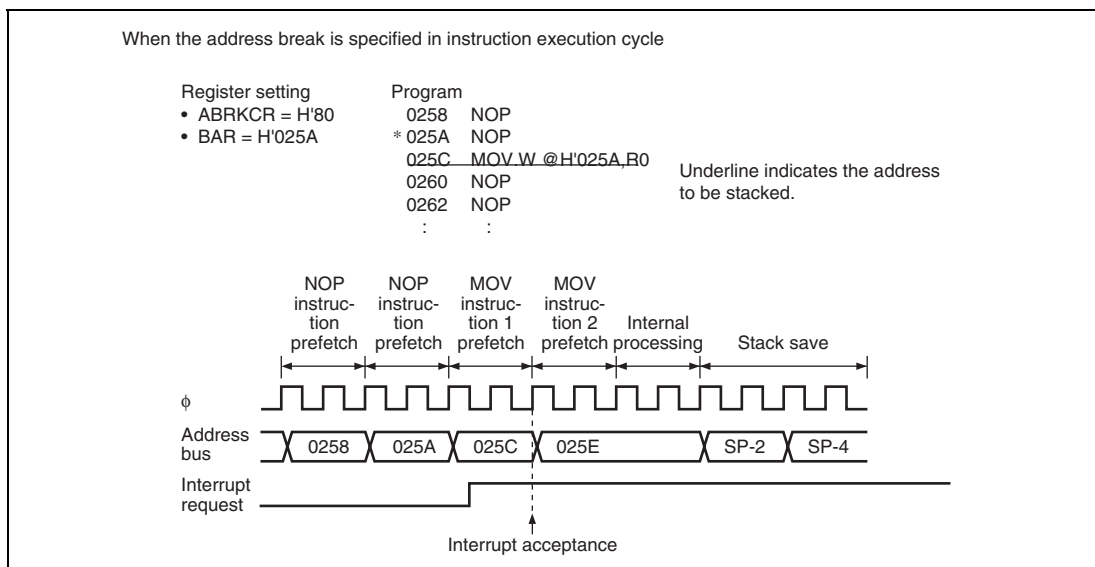 When the address break is specified in instruction execution cycle
Register setting
• ABRKCR = H'80
• BAR = H'025A
Program
0258 NOP
* 025A NOP
025C MOV.W @H'025A,R0
0260 NOP
0262 NOP
: :
Underline indicates the address
to be stacked.
NOP
instruc-
tion
prefetch
NOP
instruc-
tion
prefetch
MOV
instruc-
tion 1
prefetch
MOV
instruc-
tion 2
prefetch
Internal
processing
Stack save
φ
Address
bus
0258 025A 025C 025E SP-2 SP-4
Interrupt
request
Interrupt acceptance